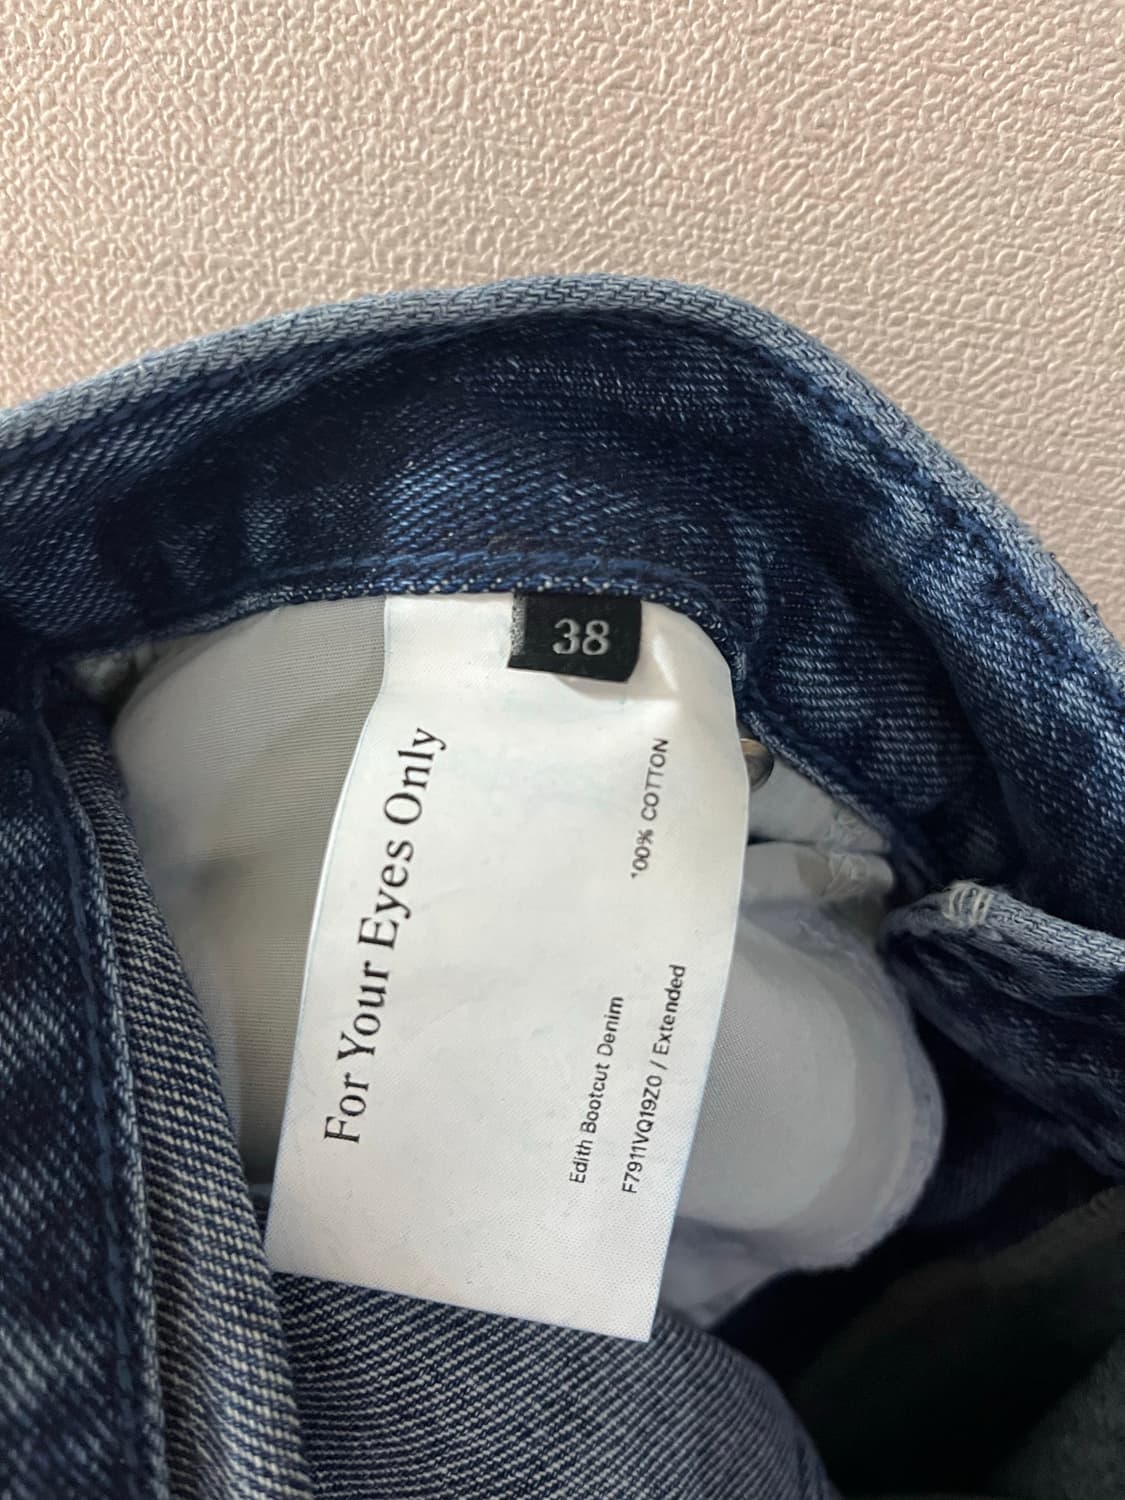 38
For Your Eyes Only
100% COTTON
Edith Bootcut Denim
F7911VQ19Z0 / Extended